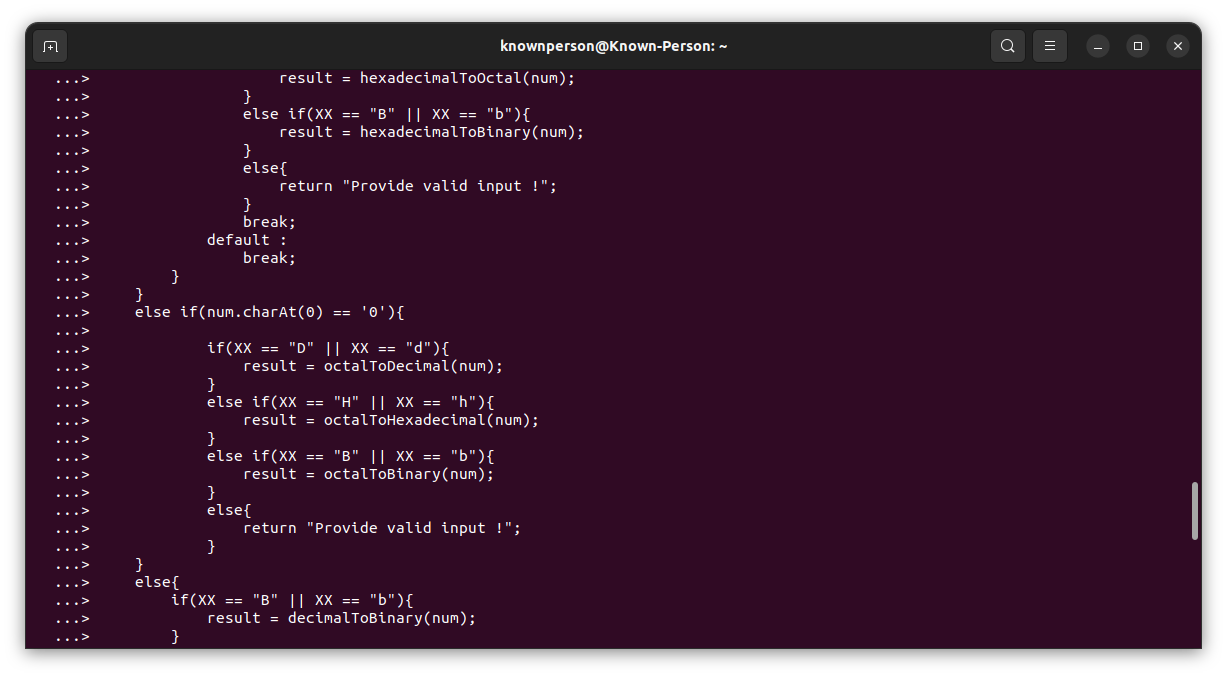 knownperson@Known-Person: ~
...>                     result = hexadecimalToOctal(num);
...>                 }
...>                 else if(XX == "B" || XX == "b"){
...>                     result = hexadecimalToBinary(num);
...>                 }
...>                 else{
...>                     return "Provide valid input !";
...>                 }
...>                 break;
...>             default :
...>                 break;
...>         }
...>     }
...>     else if(num.charAt(0) == '0'){
...>
...>             if(XX == "D" || XX == "d"){
...>                 result = octalToDecimal(num);
...>             }
...>             else if(XX == "H" || XX == "h"){
...>                 result = octalToHexadecimal(num);
...>             }
...>             else if(XX == "B" || XX == "b"){
...>                 result = octalToBinary(num);
...>             }
...>             else{
...>                 return "Provide valid input !";
...>             }
...>     }
...>     else{
...>         if(XX == "B" || XX == "b"){
...>             result = decimalToBinary(num);
...>         }